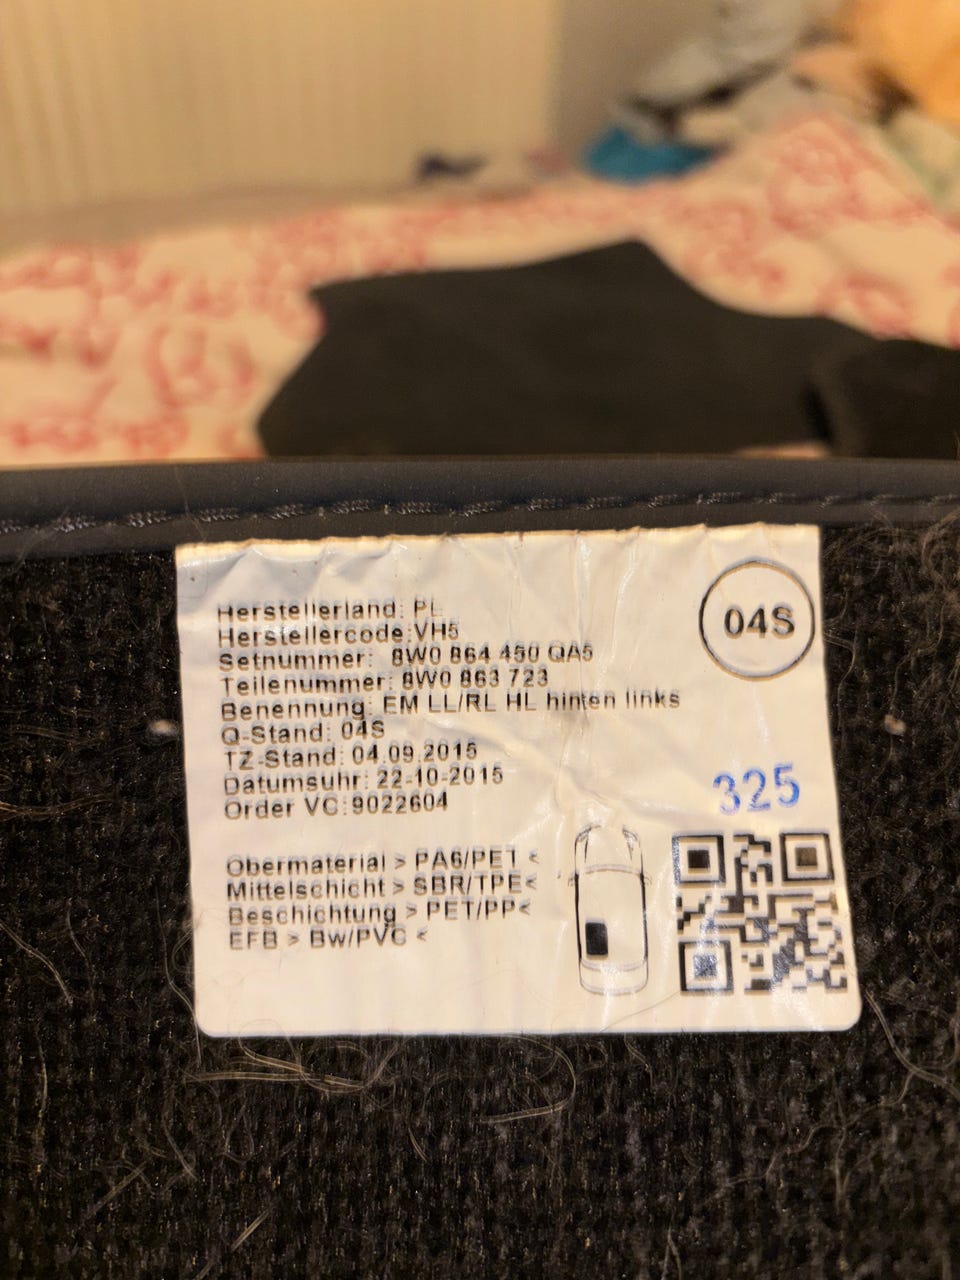 04S
Herstellerland: PL
Herstellercode:VH5
Setnummer: 8W0 864 450 QA5
Teilenummer: 8W0 863 723
Benennung: EM LL/RL HL hinten links
Q-Stand: 04S
TZ-Stand: 04.09.2015
Datumsuhr: 22-10-2015
Order VC:9022604
325
Obermaterial > PA6/PET <
Mittelschicht > SBR/TPE<
Beschichtung > PET/PP<
EFB > Bw/PVC <